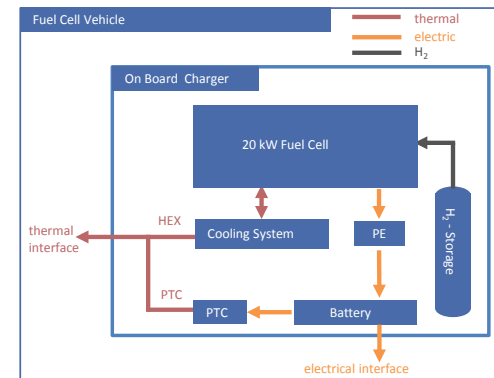 Fuel Cell Vehicle
thermal
electric
H₂
On Board Charger
20 kW Fuel Cell
HEX
thermal
interface
Cooling System
PE
H₂ - Storage
PTC
PTC
Battery
electrical interface